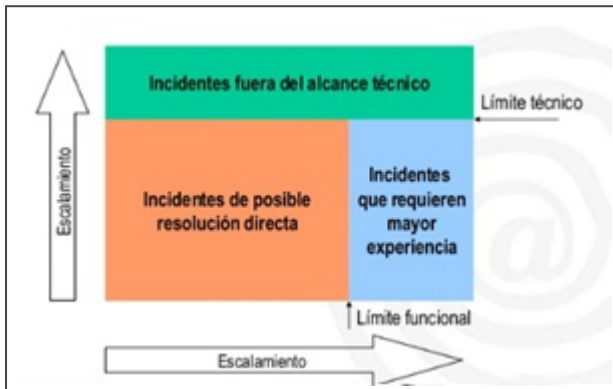 Incidentes fuera del alcance técnico
Límite técnico
Escalamiento
Incidentes de posible
resolución directa
Incidentes
que requieren
mayor
experiencia
Límite funcional
Escalamiento